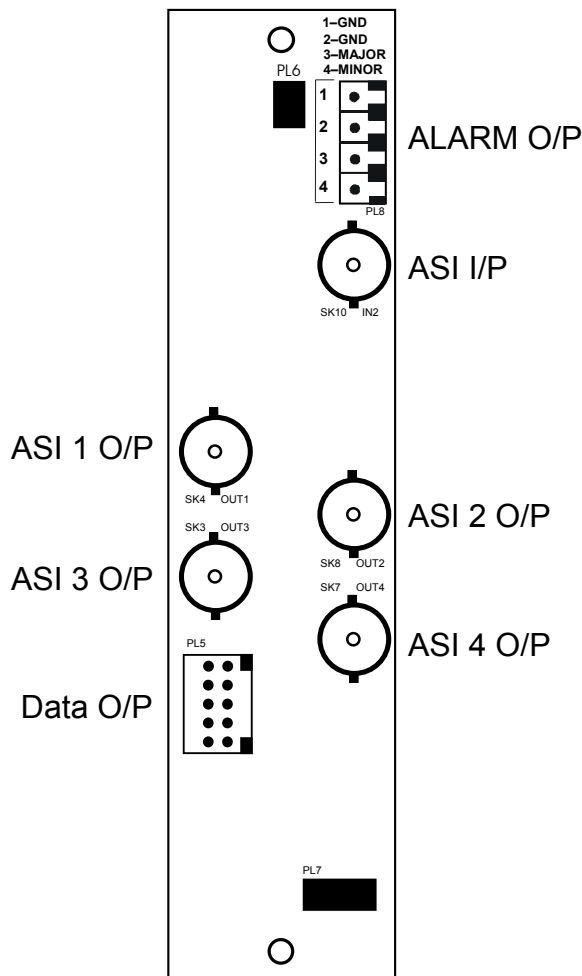 1–GND
2–GND
3–MAJOR
4–MINOR
PL6
1
2
3
4
ALARM O/P
PL8
ASI I/P
SK10 IN2
ASI 1 O/P
SK4 OUT1
SK3 OUT3
ASI 2 O/P
SK8 OUT2
ASI 3 O/P
SK7 OUT4
ASI 4 O/P
PL5
Data O/P
PL7